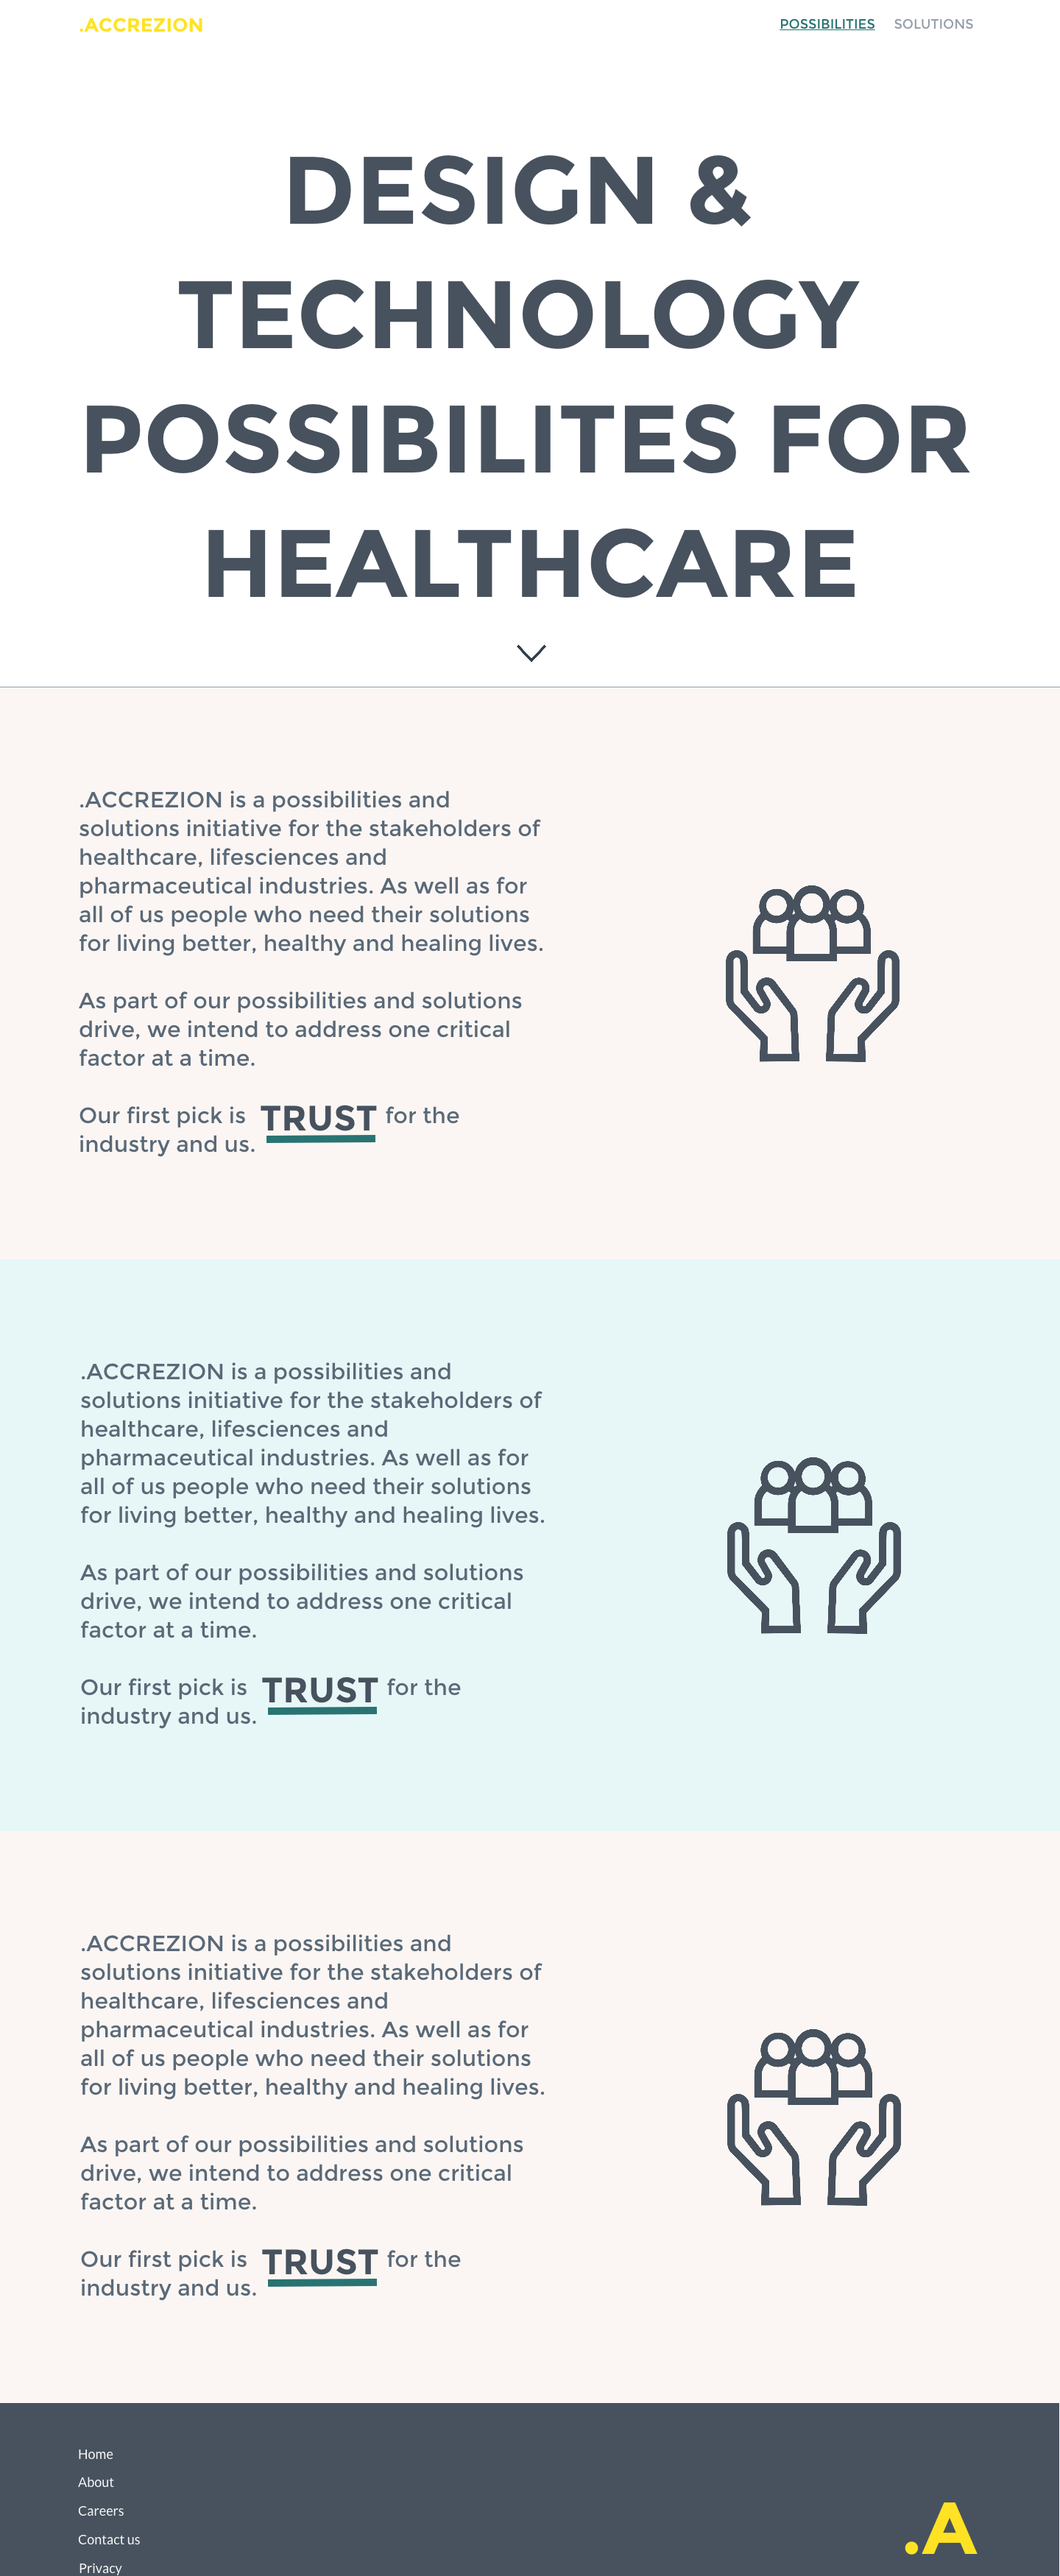 .ACCREZION
POSSIBILITIES SOLUTIONS
DESIGN &
TECHNOLOGY
POSSIBILITES FOR
HEALTHCARE
.ACCREZION is a possibilities and
solutions initiative for the stakeholders of
healthcare, lifesciences and
pharmaceutical industries. As well as for
all of us people who need their solutions
for living better, healthy and healing lives.
As part of our possibilities and solutions
drive, we intend to address one critical
factor at a time.
Our first pick is TRUST for the
industry and us.
.ACCREZION is a possibilities and
solutions initiative for the stakeholders of
healthcare, lifesciences and
pharmaceutical industries. As well as for
all of us people who need their solutions
for living better, healthy and healing lives.
As part of our possibilities and solutions
drive, we intend to address one critical
factor at a time.
Our first pick is TRUST for the
industry and us.
.ACCREZION is a possibilities and
solutions initiative for the stakeholders of
healthcare, lifesciences and
pharmaceutical industries. As well as for
all of us people who need their solutions
for living better, healthy and healing lives.
As part of our possibilities and solutions
drive, we intend to address one critical
factor at a time.
Our first pick is TRUST for the
industry and us.
Home
About
Careers
Contact us
Privacy
.A